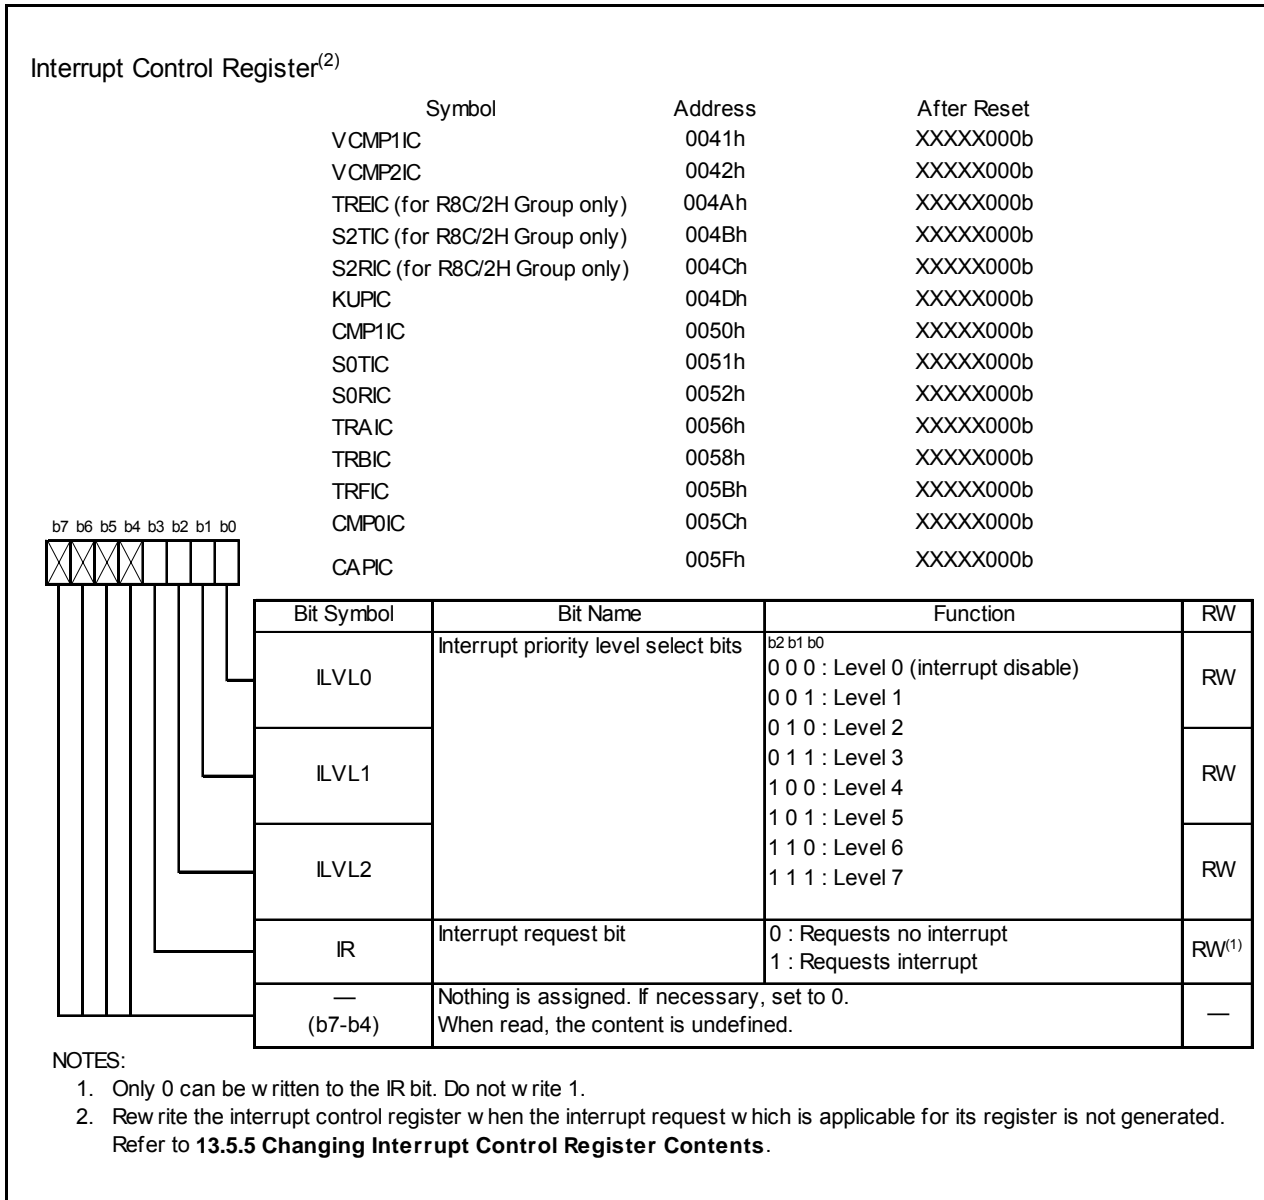 Interrupt Control Register(2)
Symbol Address After Reset
VCMP1IC 0041h XXXXX000b
VCMP2IC 0042h XXXXX000b
TREIC (for R8C/2H Group only) 004Ah XXXXX000b
S2TIC (for R8C/2H Group only) 004Bh XXXXX000b
S2RIC (for R8C/2H Group only) 004Ch XXXXX000b
KUPIC 004Dh XXXXX000b
CMP1IC 0050h XXXXX000b
S0TIC 0051h XXXXX000b
S0RIC 0052h XXXXX000b
TRAIC 0056h XXXXX000b
TRBIC 0058h XXXXX000b
TRFIC 005Bh XXXXX000b
CMP0IC 005Ch XXXXX000b
CAPIC 005Fh XXXXX000b
b7 b6 b5 b4 b3 b2 b1 b0
Bit Symbol Bit Name Function RW
ILVL0 Interrupt priority level select bits RW
b2 b1 b0
0 0 0 : Level 0 (interrupt disable)
0 0 1 : Level 1
0 1 0 : Level 2
ILVL1 RW
0 1 1 : Level 3
1 0 0 : Level 4
1 0 1 : Level 5
ILVL2 RW
1 1 0 : Level 6
1 1 1 : Level 7
IR Interrupt request bit RW(1)
0 : Requests no interrupt
1 : Requests interrupt
—
(b7-b4)
Nothing is assigned. If necessary, set to 0.
When read, the content is undefined.
—
NOTES:
1. Only 0 can be written to the IR bit. Do not write 1.
2. Rewrite the interrupt control register when the interrupt request which is applicable for its register is not generated.
Refer to 13.5.5 Changing Interrupt Control Register Contents.